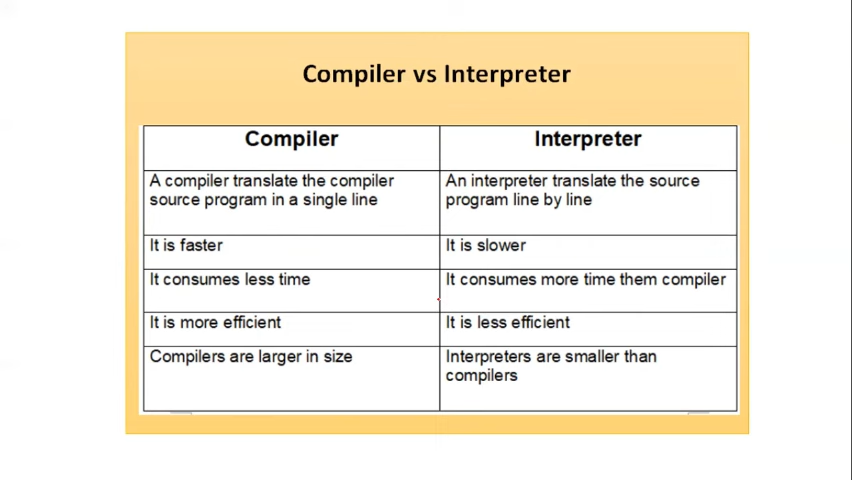 Compiler vs Interpreter
Compiler
Interpreter
A compiler translate the compiler
source program in a single line
An interpreter translate the source
program line by line
It is faster
It is slower
It consumes less time
It consumes more time them compiler
It is more efficient
It is less efficient
Compilers are larger in size
Interpreters are smaller than
compilers